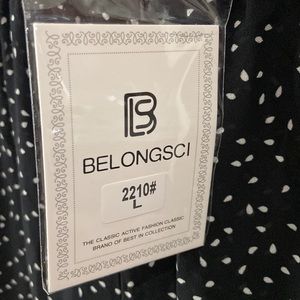 B
BELONGSCI
2210#
L
THE CLASSIC ACTIVE FASHION CLASSIC
BRAND OF BEST IN COLLECTION